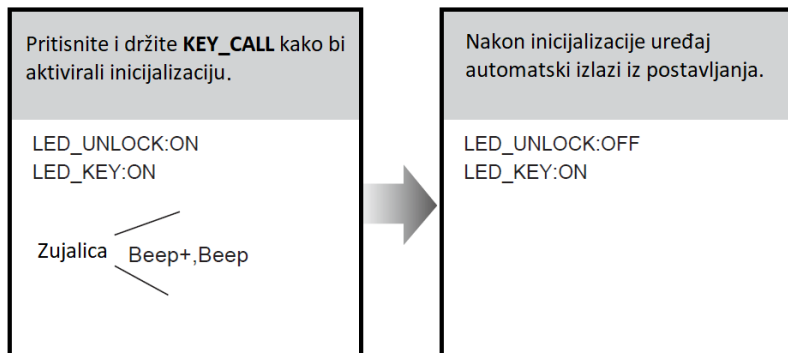 Pritisnite i držite KEY_CALL kako bi
aktivirali inicijalizaciju.
LED_UNLOCK:ON
LED_KEY:ON
Zujalica
Beep+,Beep
Nakon inicijalizacije uređaj
automatski izlazi iz postavljanja.
LED_UNLOCK:OFF
LED_KEY:ON